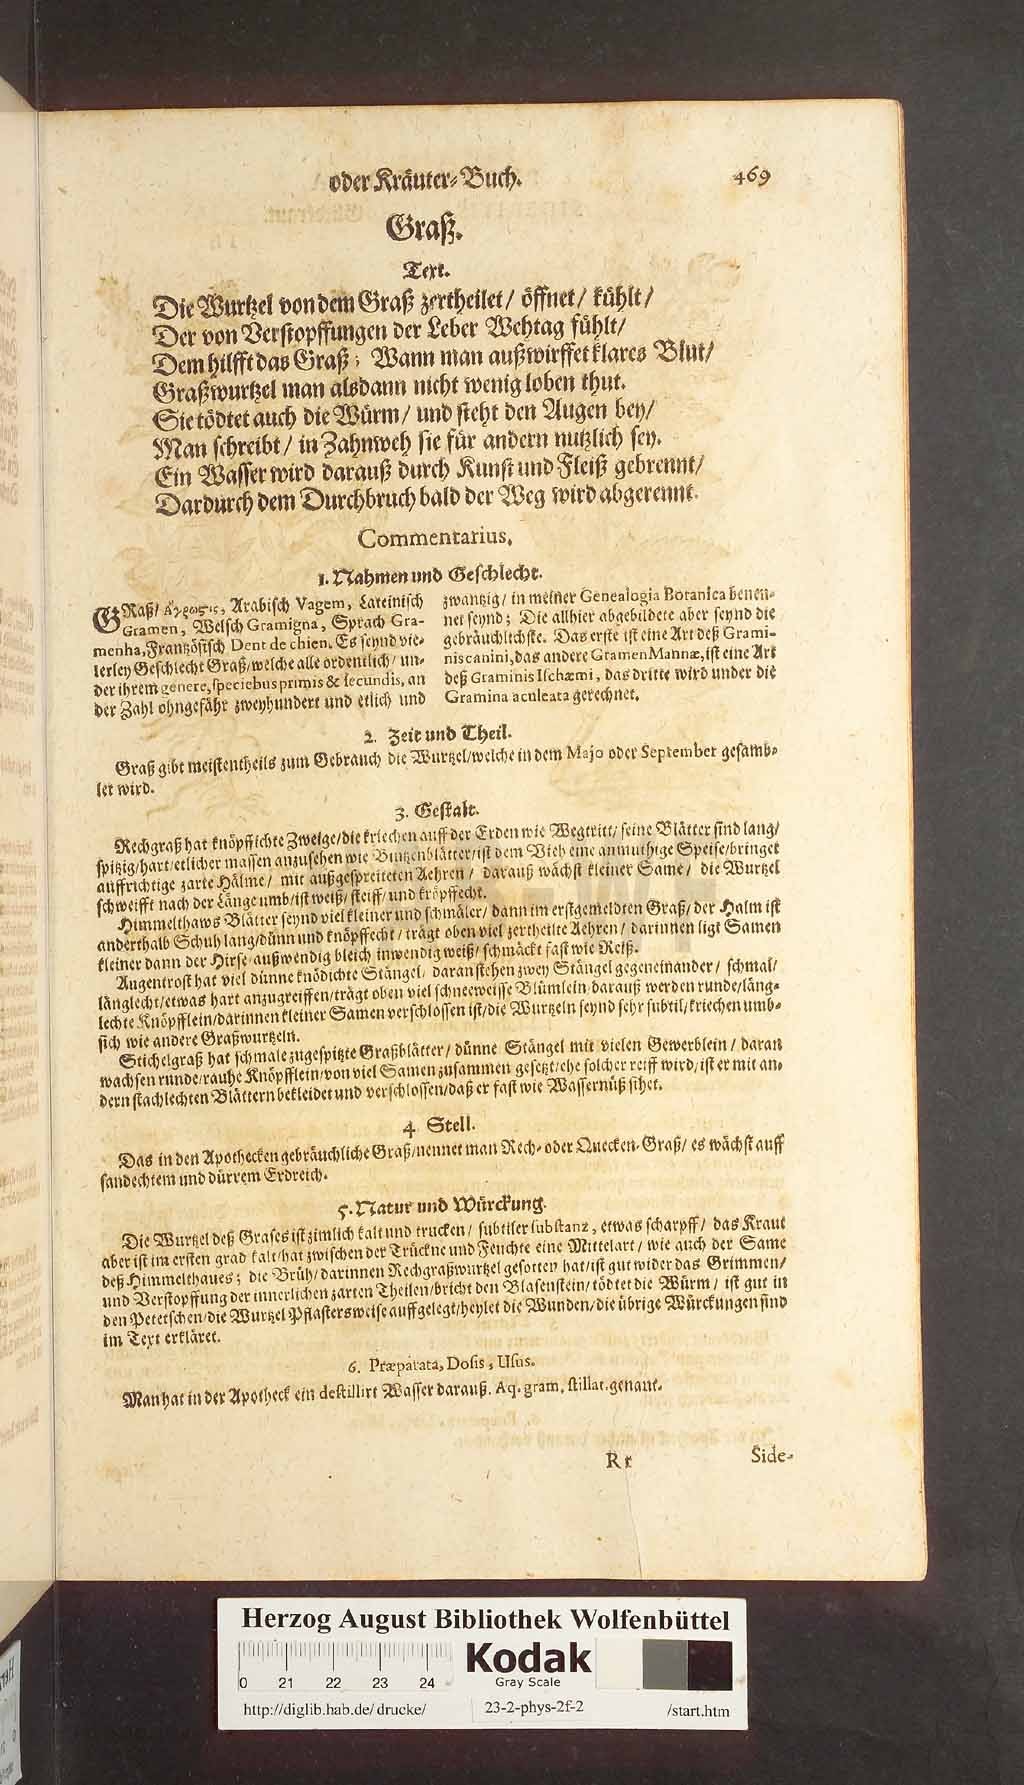 oder Kräuter-Buch. 469
Graß.
Text.
Die Wurtzel von dem Graß zertheilet/ öffnet/ kühlt/
Der von Verstopffungen der Leber Wehtag fühlt/
Dem hilfft das Graß; Wann man außwirffet klares Blut/
Graßwurtzel man alsdann nicht wenig loben thut.
Sie tödtet auch die Würm/ und steht den Augen bey/
Man schreibt/ in Zahnweh sie für andern nutzlich sey.
Ein Wasser wird darauß durch Kunst und Fleiß gebrennt/
Dardurch dem Durchbruch bald der Weg wird abgerennt.
Commentarius.
1. Nahmen und Geschlecht.
GRaß/ ἄγρωςις, Arabisch Vagem, Lateinisch
Gramen, Welsch Gramigna, Sprach Gra-
menha, Frantzösisch Dent de chien. Es seynd vie-
lerley Geschlecht Graß/welche alle ordentlich/ un-
der ihrem genere, speciebus primis & secundis, an
der Zahl ohngefähr zweyhundert und etlich und
zwantzig/ in meiner Genealogia Botanica benen-
net seynd; Die allhier abgebildete aber seynd die
gebräuchlichste. Das erste ist eine Art deß Grami-
nis canini, das andere Gramen Mannæ, ist eine Art
deß Graminis Ischæmi, das dritte wird under die
Gramina aculeata gerechnet.
2. Zeit und Theil.
Graß gibt meistentheils zum Gebrauch die Wurtzel/welche in dem Majo oder September gesamb-
let wird.
3. Gestalt.
Rechgraß hat knöpffichte Zweige/die kriechen auff der Erden wie Wegtritt/ seine Blätter sind lang/
spitzig/hart/etlicher massen anzusehen wie Bintzenblätter/ist dem Vieh eine anmuthige Speise/bringet
auffrichtige zarte Hälme/ mit außgespreiteten Aehren/ darauß wächst kleiner Same/ die Wurtzel
schweifft nach der Länge umb/ist weiß/ steiff/ und kröpffecht.
Himmelthaws Blätter seynd viel kleiner und schmäler/ dann im erstgemeldten Graß/ der Halm ist
anderthalb Schuh lang/dünn und knöpffecht/ trägt oben viel zertheilte Aehren/ darinnen ligt Samen
kleiner dann der Hirse/außwendig bleich/inwendig weiß/ schmäckt fast wie Reiß.
Augentrost hat viel dünne knödichte Stängel/ daran stehen zwey Stängel gegeneinander/ schmal/
länglecht/etwas hart anzugreiffen/trägt oben viel schneeweisse Blümlein/darauß werden runde/läng-
lechte Knöpfflein/darinnen kleiner Samen verschlossen ist/die Wurtzeln seynd sehr subtil/kriechen umb-
sich wie andere Graßwurtzeln.
Stichelgraß hat schmale zugespitzte Graßblätter/ dünne Stängel mit vielen Gewerblein/ daran
wachsen runde/rauhe Knöpfflein/von viel Samen zusammen gesetzt/ehe solcher reiff wird/ist er mit an-
dern stachlechten Blättern bekleidet und verschlossen/daß er fast wie Wassernüß sihet.
4. Stell.
Das in den Apothecken gebräuchliche Graß/nennet man Rech- oder Quecken-Graß/ es wächst auff
sandechtem und dürrem Erdreich.
5. Natur und Würckung.
Die Wurtzel deß Grases ist zimlich kalt und trucken/ subtiler substanz, etwas scharpff/ das Kraut
aber ist im ersten grad kalt/hat zwischen der Trückne und Feuchte eine Mittelart/ wie auch der Same
deß Himmelthaues; die Brüh/darinnen Rechgraßwurtzel gesotten hat/ist gut wider das Grimmen/
und Verstopffung der innerlichen zarten Theilen/bricht den Blasenstein/tödtet die Würm/ ist gut in
den Petetschen/die Wurtzel Pflastersweise auffgelegt/heylet die Wunden/die übrige Würckungen sind
im Text erkläret.
6. Præparata, Dosis, Usus.
Man hat in der Apotheck ein destillirt Wasser darauß. Aq. gram. stillat. genant.
Rr Side-
Herzog August Bibliothek Wolfenbüttel
0 21 22 23 24
Kodak
Gray Scale
http://diglib.hab.de/drucke/ 23-2-phys-2f-2 /start.htm